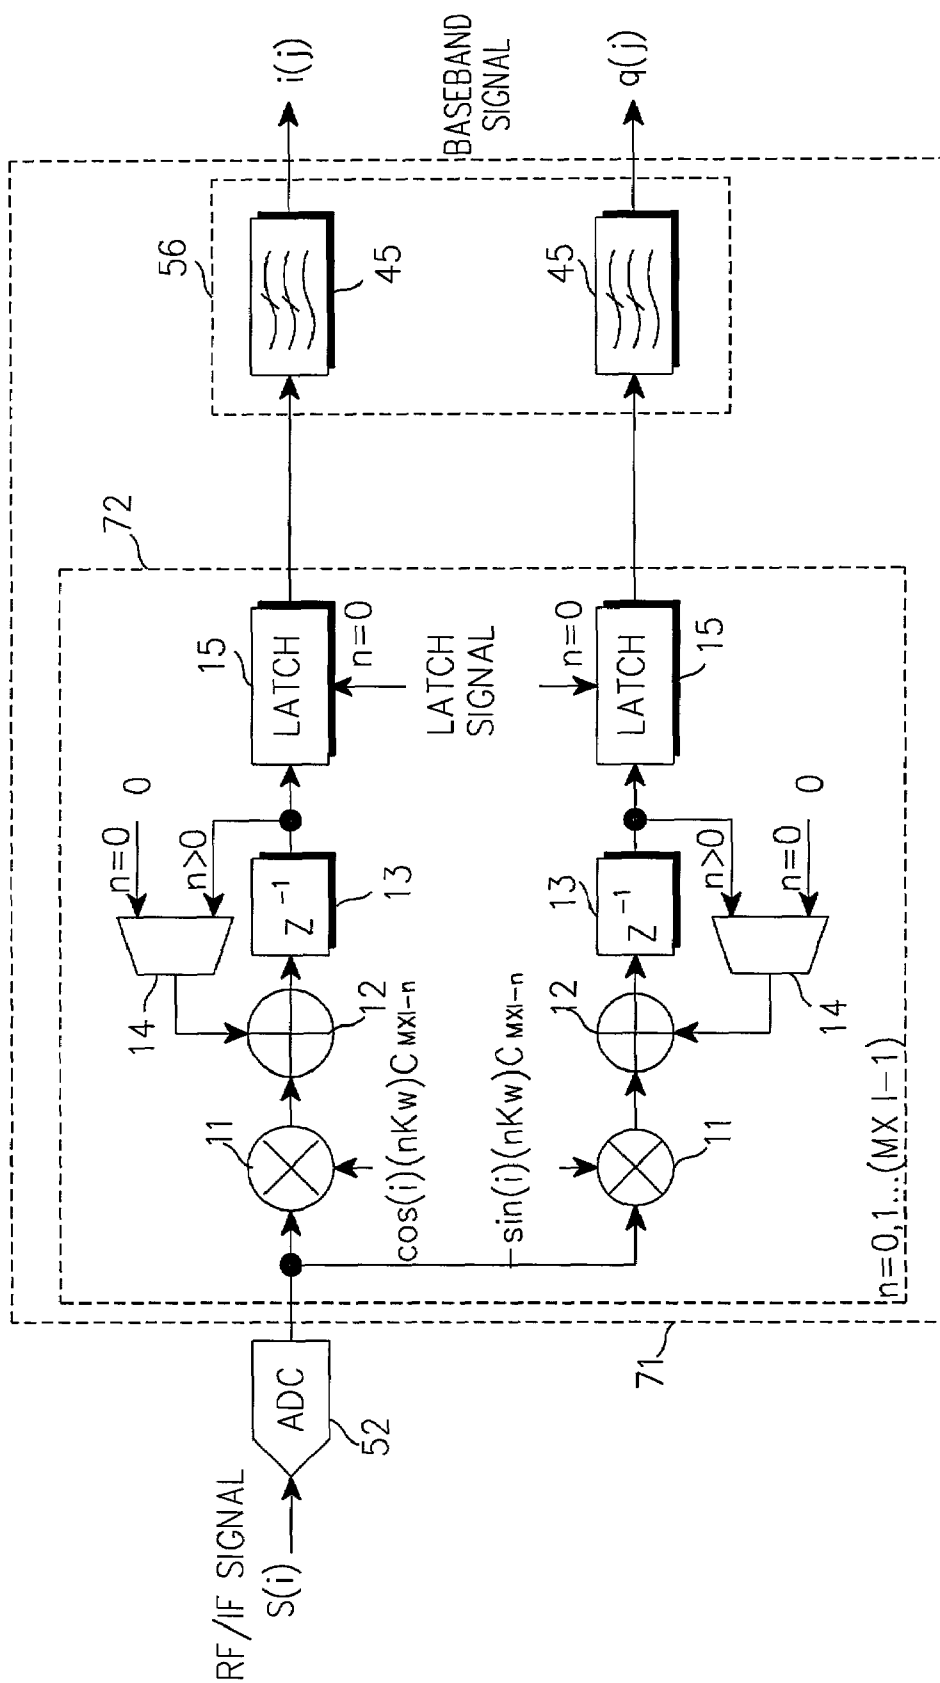 RF/IF SIGNAL
S(i)
ADC
52
71
72
11
cos(i)(nKw)C MXI-n
12
14
n=0
0
n>0
Z -1
13
15
LATCH
n=0
LATCH
SIGNAL
n=0
-sin(i)(nKw)C MXI-n
11
12
13
Z -1
n>0
n=0
0
14
LATCH
15
n=0,1...(MX I-1)
56
45
45
i(j)
BASEBAND
SIGNAL
q(j)